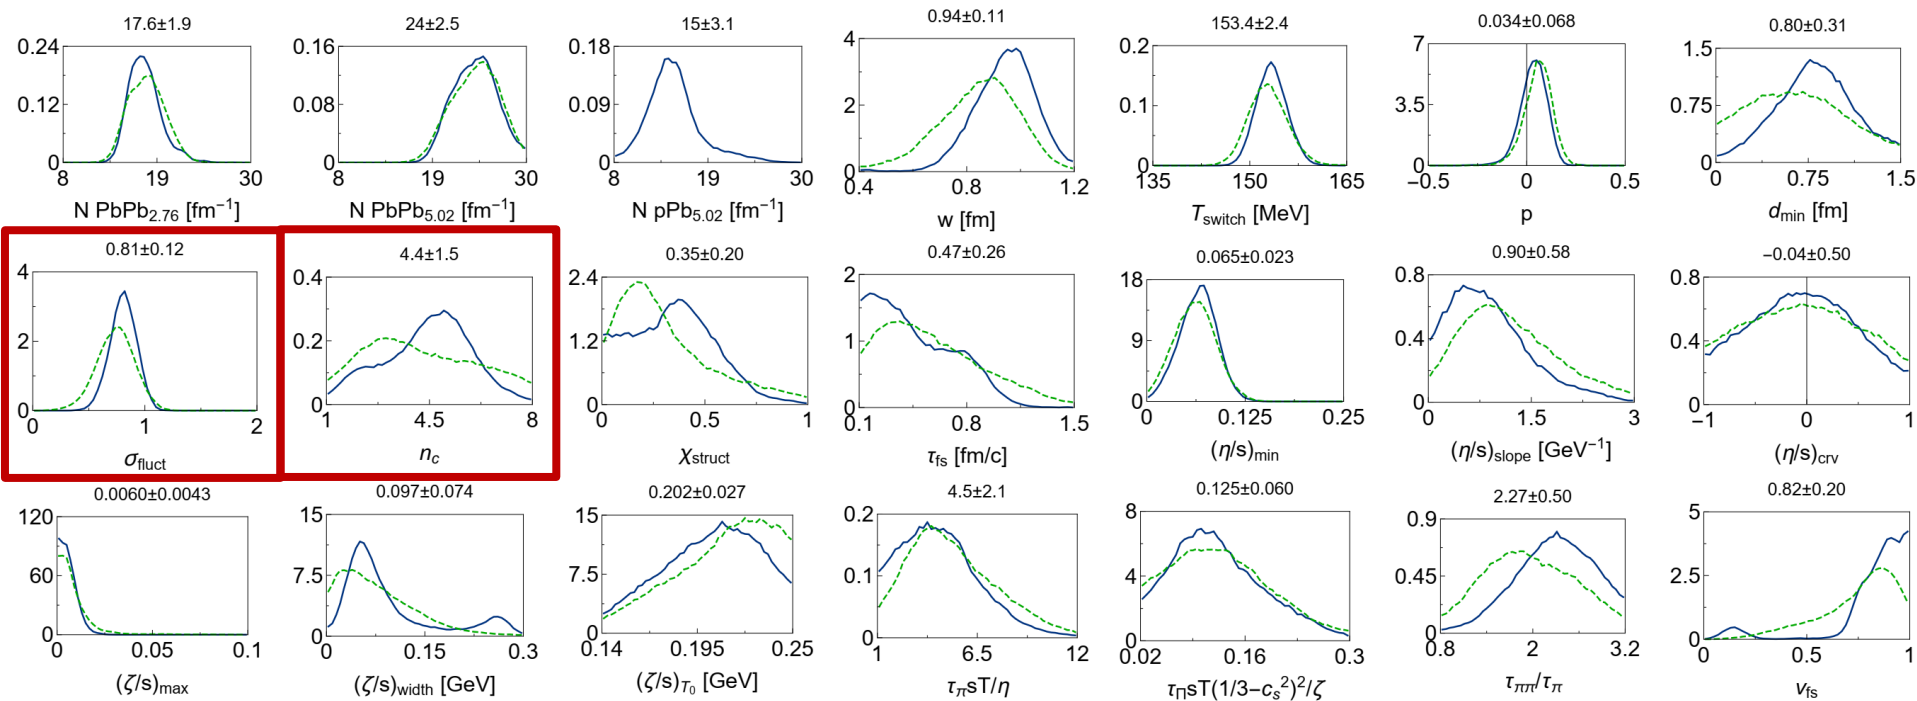 17.6±1.9
0.24
0.12
0
8 19 30
N PbPb2.76 [fm−1]
24±2.5
0.16
0.08
0
8 19 30
N PbPb5.02 [fm−1]
15±3.1
0.18
0.09
0
8 19 30
N pPb5.02 [fm−1]
0.94±0.11
4
2
0
0.4 0.8 1.2
w [fm]
153.4±2.4
0.2
0.1
0
135 150 165
Tswitch [MeV]
0.034±0.068
7
3.5
0
−0.5 0 0.5
p
0.80±0.31
1.5
0.75
0
0 0.75 1.5
dmin [fm]
0.81±0.12
4
2
0
0 1 2
σfluct
4.4±1.5
0.4
0.2
0
1 4.5 8
nc
0.35±0.20
2.4
1.2
0
0 0.5 1
χstruct
0.47±0.26
2
1
0
0.1 0.8 1.5
τfs [fm/c]
0.065±0.023
18
9
0
0 0.125 0.25
(η/s)min
0.90±0.58
0.8
0.4
0
0 1.5 3
(η/s)slope [GeV−1]
−0.04±0.50
0.8
0.4
0
−1 0 1
(η/s)crv
0.0060±0.0043
120
60
0
0 0.05 0.1
(ζ/s)max
0.097±0.074
15
7.5
0
0 0.15 0.3
(ζ/s)width [GeV]
0.202±0.027
15
7.5
0
0.14 0.195 0.25
(ζ/s)T0 [GeV]
4.5±2.1
0.2
0.1
0
1 6.5 12
τπsT/η
0.125±0.060
8
4
0
0.02 0.16 0.3
τΠsT(1/3−cs2)2/ζ
2.27±0.50
0.9
0.45
0
0.8 2 3.2
τππ/τπ
0.82±0.20
5
2.5
0
0 0.5 1
vfs